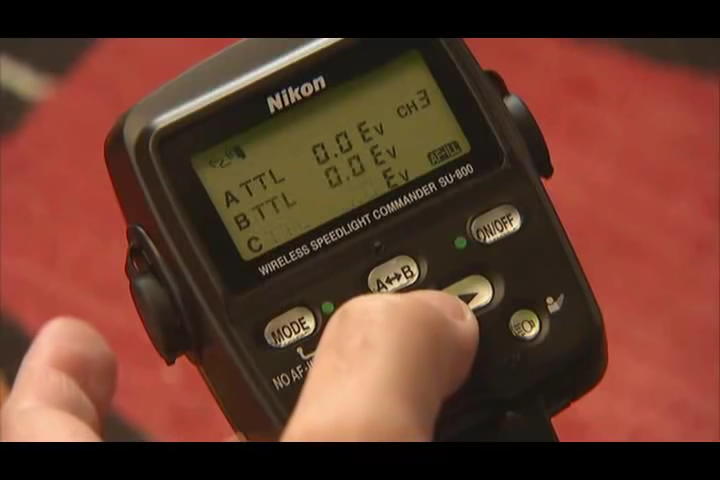 Nikon
CH3
A TTL 0.0 EV
B TTL 0.0 EV
C EV
AF-ILL
WIRELESS SPEEDLIGHT COMMANDER SU-800
A↔B
ON/OFF
MODE